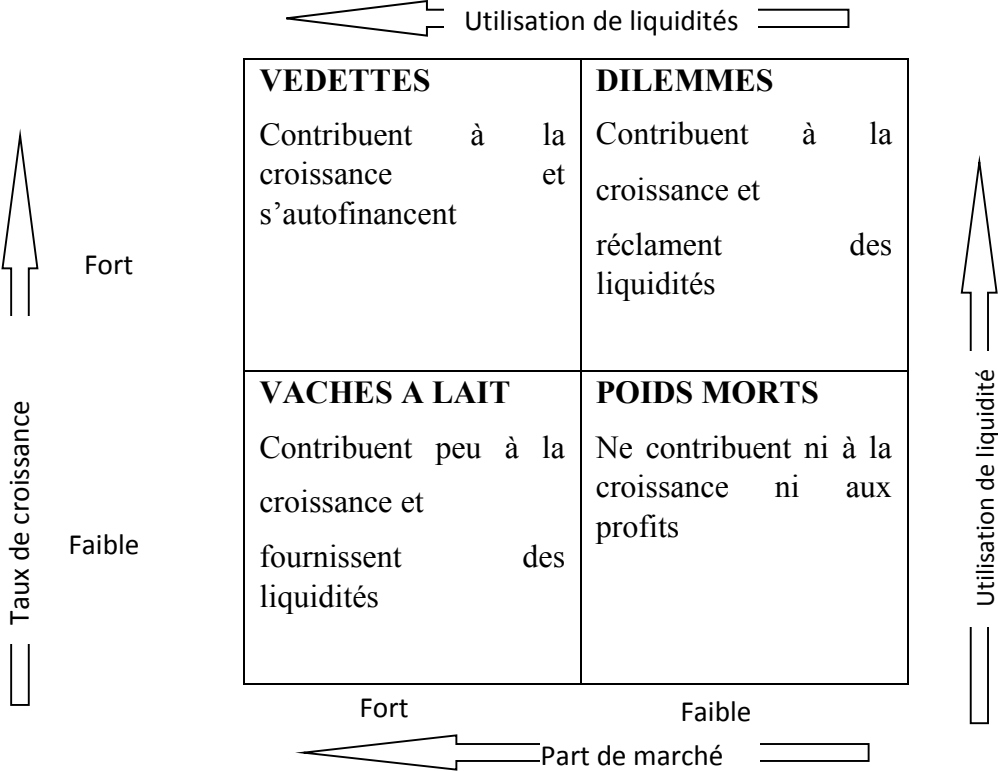 Utilisation de liquidités
VEDETTES
Contribuent à la
croissance et
s’autofinancent
DILEMMES
Contribuent à la
croissance et
réclament des
liquidités
Fort
VACHES A LAIT
Contribuent peu à la
croissance et
fournissent des
liquidités
POIDS MORTS
Ne contribuent ni à la
croissance ni aux
profits
Faible
Taux de croissance
Utilisation de liquidité
Fort
Faible
Part de marché